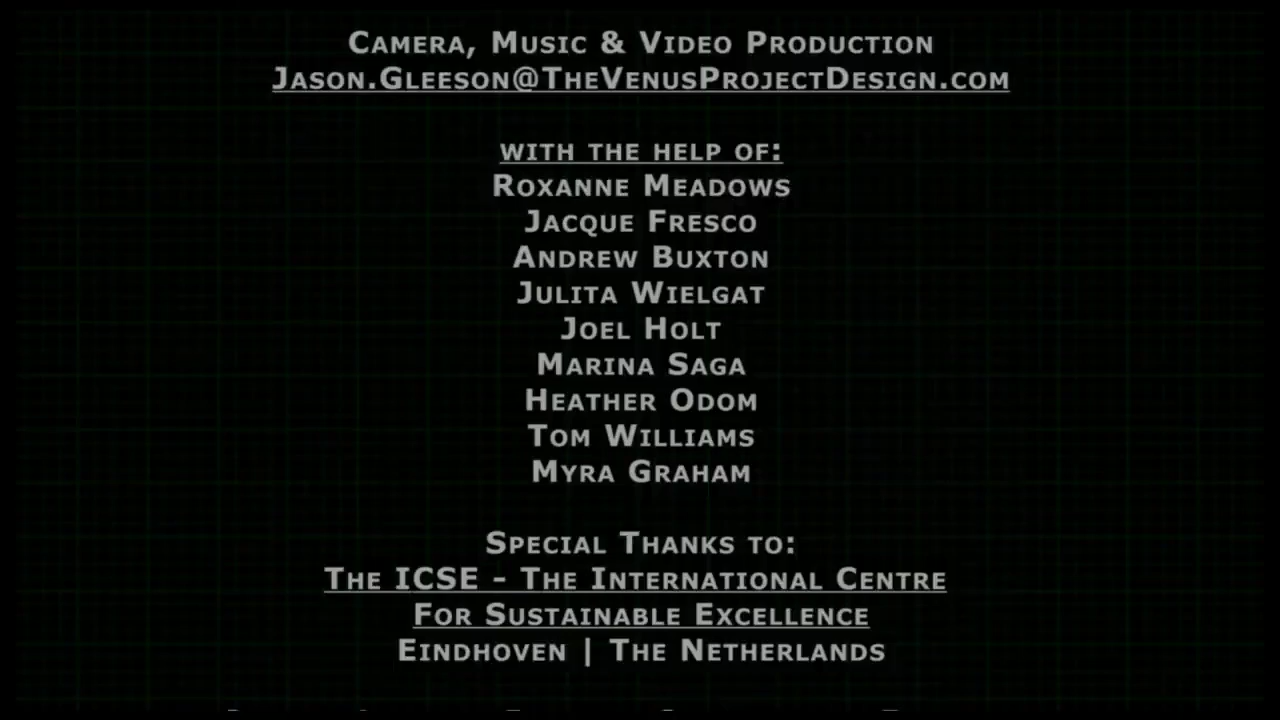 Camera, Music & Video Production
Jason.Gleeson@TheVenusProjectDesign.com
with the help of:
Roxanne Meadows
Jacque Fresco
Andrew Buxton
Julita Wielgat
Joel Holt
Marina Saga
Heather Odom
Tom Williams
Myra Graham
Special Thanks to:
The ICSE - The International Centre
For Sustainable Excellence
Eindhoven | The Netherlands